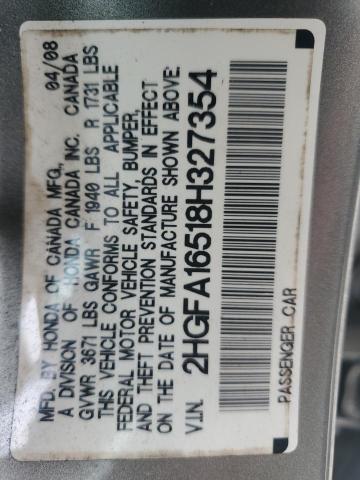 MFD. BY HONDA OF CANADA MFG. 04/08
A DIVISION OF HONDA CANADA INC. CANADA
GVWR 3671 LBS GAWR F 1940 LBS R 1731 LBS
THIS VEHICLE CONFORMS TO ALL APPLICABLE
FEDERAL MOTOR VEHICLE SAFETY, BUMPER,
AND THEFT PREVENTION STANDARDS IN EFFECT
ON THE DATE OF MANUFACTURE SHOWN ABOVE.
V.I.N. 2HGFA16518H327354
PASSENGER CAR